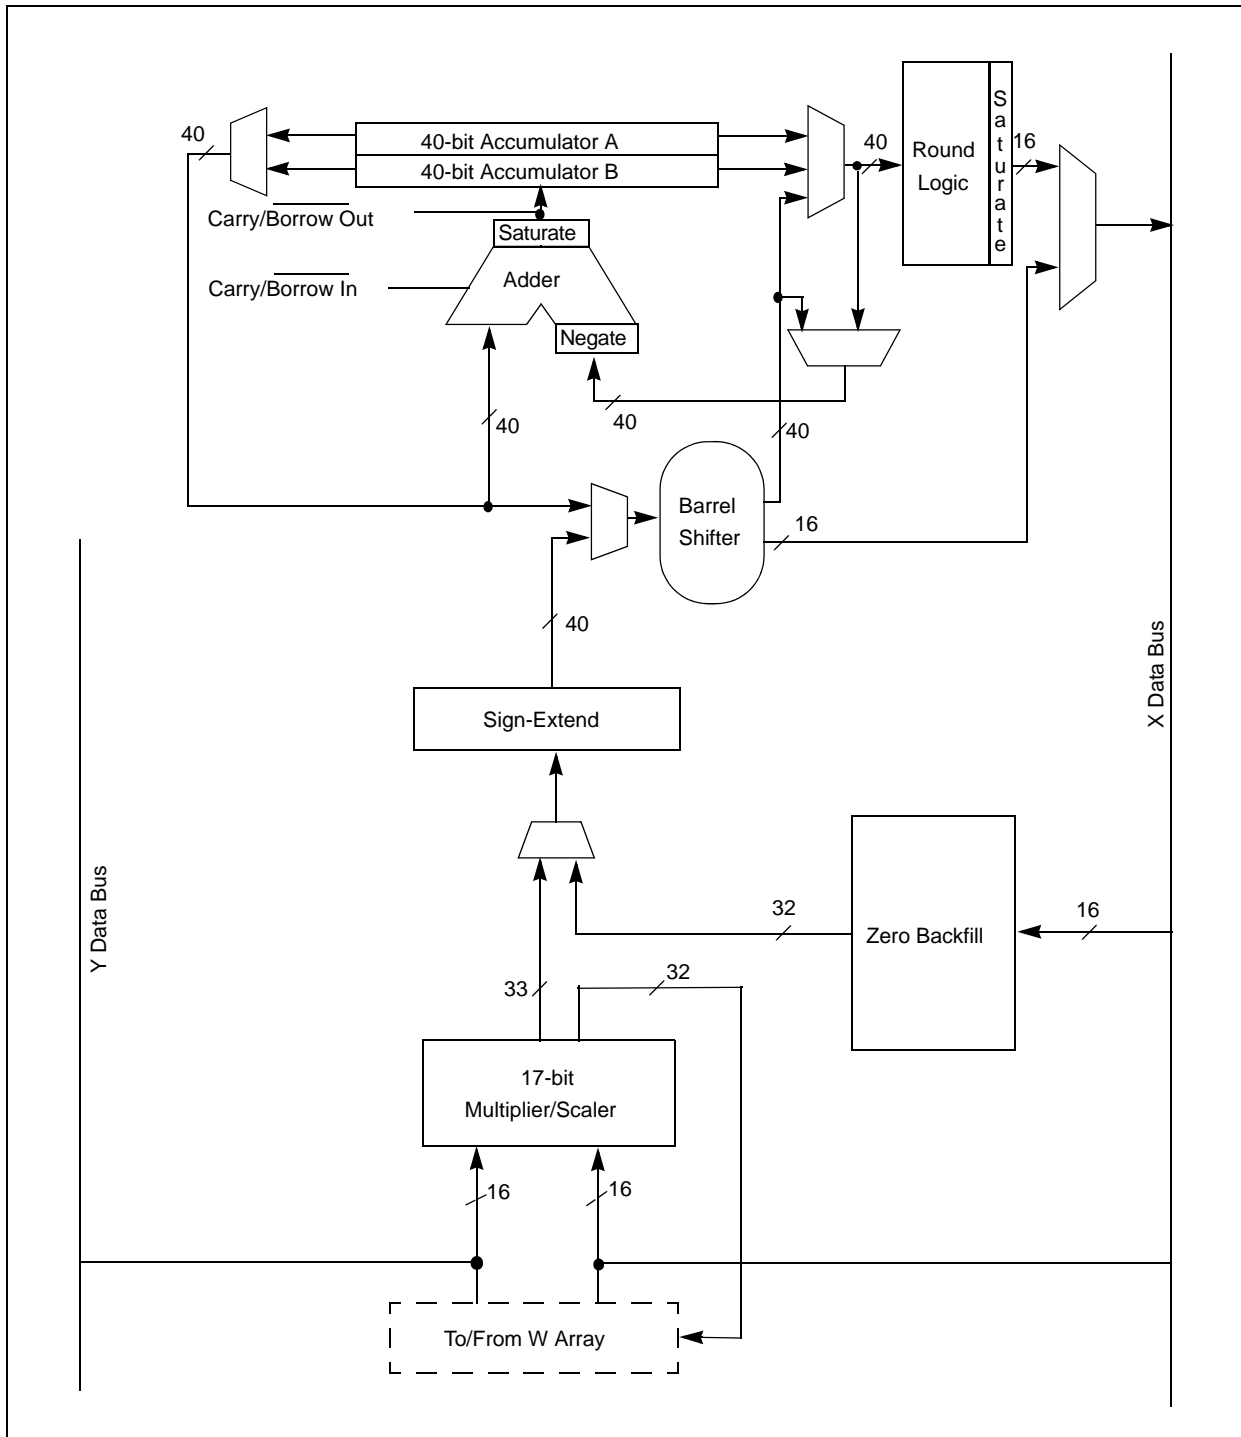 40
40-bit Accumulator A
40-bit Accumulator B
40
Round
Logic
Saturate
16
Carry/Borrow Out
Saturate
Carry/Borrow In
Adder
Negate
40
40
40
Barrel
Shifter
16
40
X Data Bus
Sign-Extend
Y Data Bus
32
Zero Backfill
16
33
32
17-bit
Multiplier/Scaler
16
16
To/From W Array